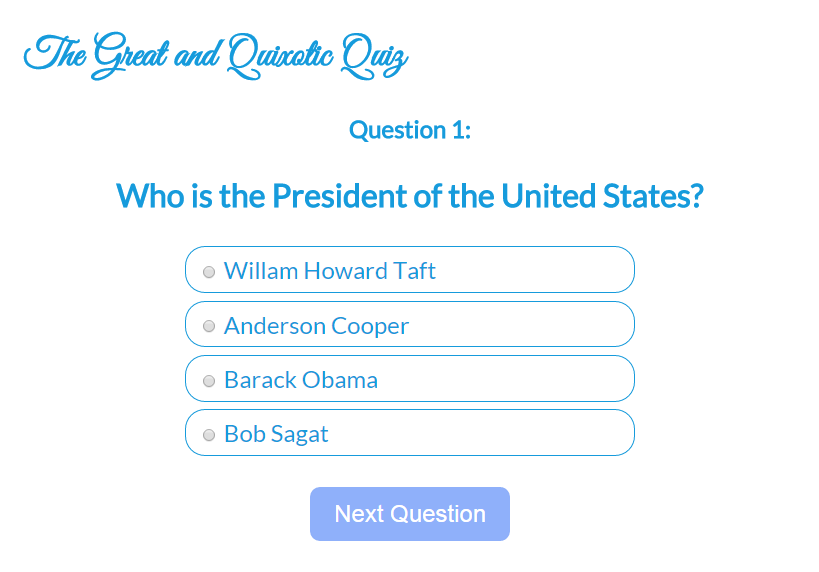 The Great and Quixotic Quiz
Question 1:
Who is the President of the United States?
Willam Howard Taft
Anderson Cooper
Barack Obama
Bob Sagat
Next Question